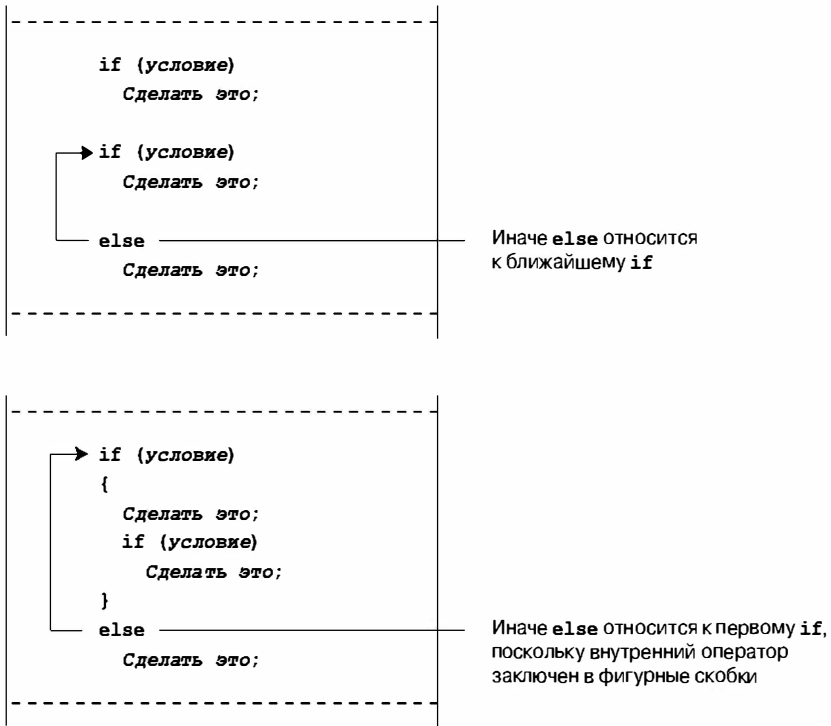 if (условие)
Сделать это;
if (условие)
Сделать это;
else
Сделать это;
Иначе else относится
к ближайшему if
if (условие)
{
Сделать это;
if (условие)
Сделать это;
}
else
Сделать это;
Иначе else относится к первому if,
поскольку внутренний оператор
заключен в фигурные скобки